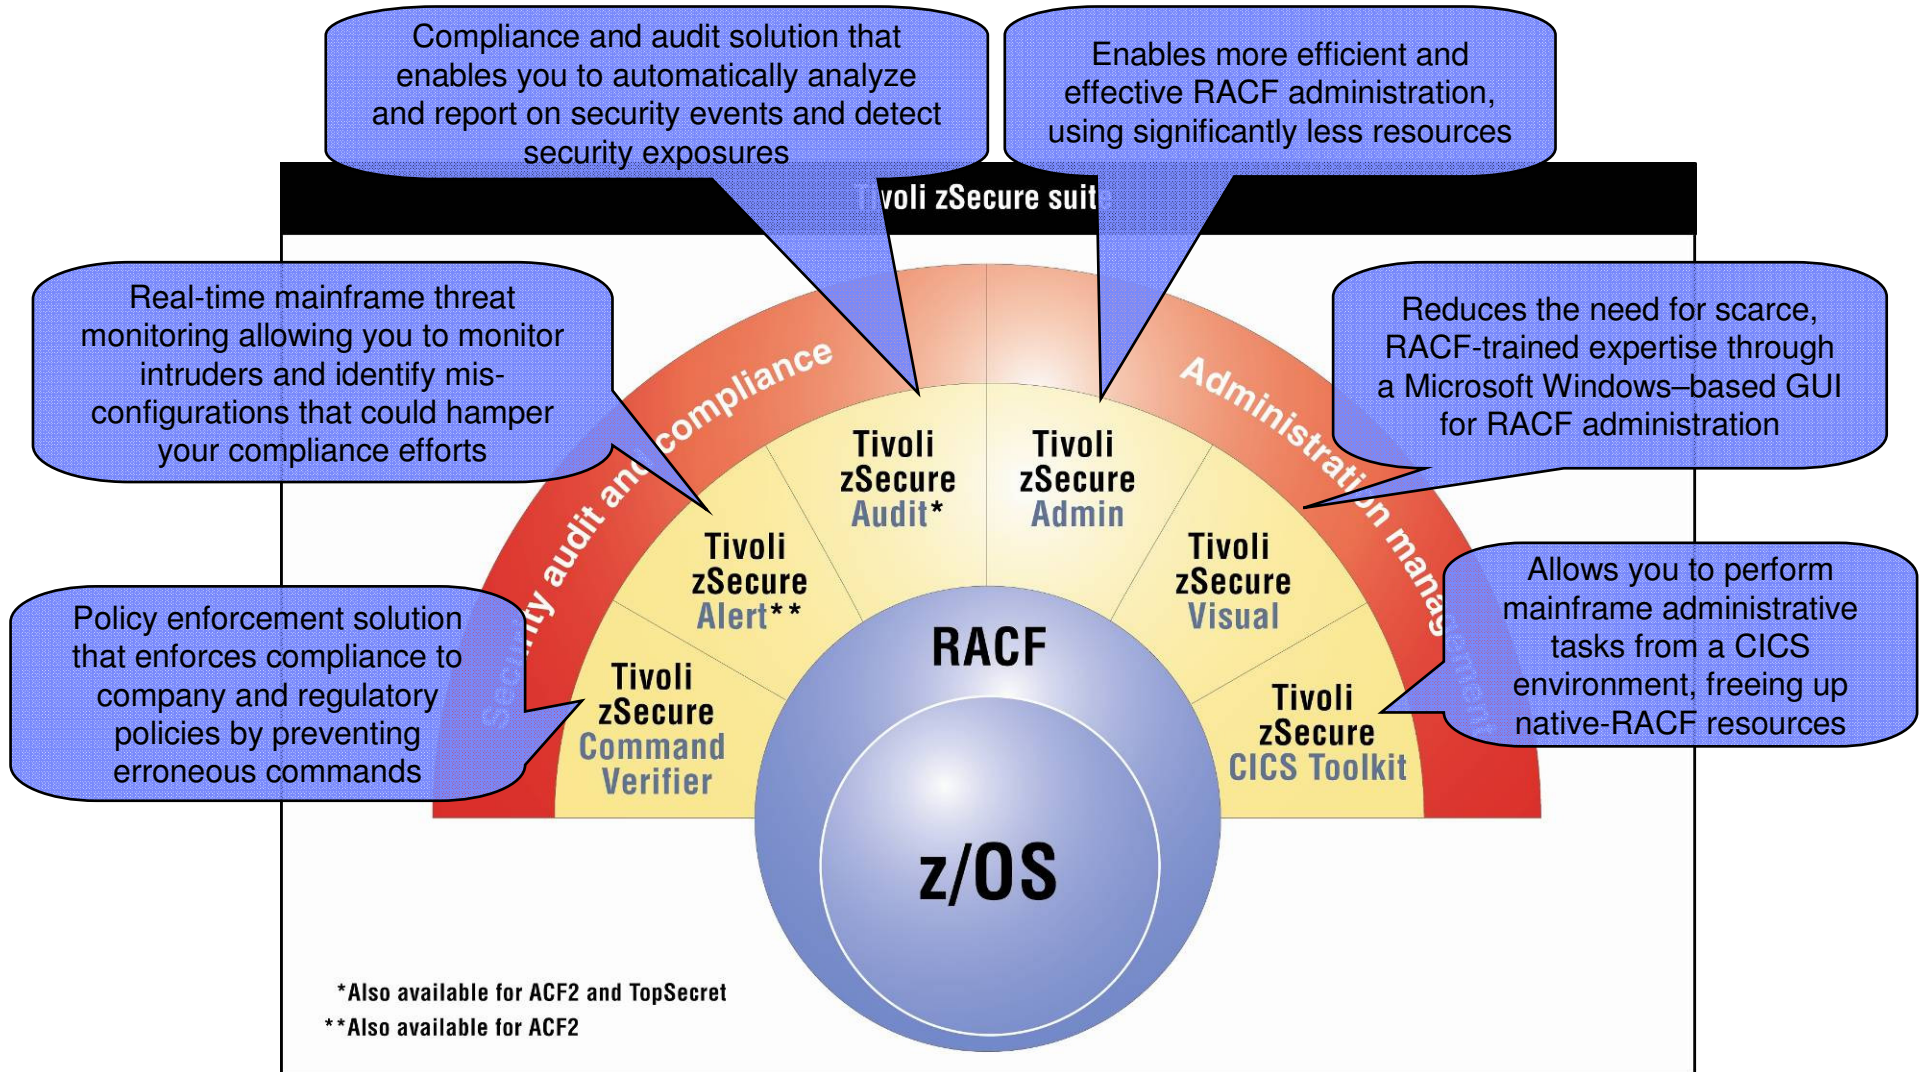 Compliance and audit solution that
enables you to automatically analyze
and report on security events and detect
security exposures
Enables more efficient and
effective RACF administration,
using significantly less resources
Tivoli zSecure suite
Real-time mainframe threat
monitoring allowing you to monitor
intruders and identify mis-
configurations that could hamper
your compliance efforts
Reduces the need for scarce,
RACF-trained expertise through
a Microsoft Windows–based GUI
for RACF administration
Policy enforcement solution
that enforces compliance to
company and regulatory
policies by preventing
erroneous commands
Allows you to perform
mainframe administrative
tasks from a CICS
environment, freeing up
native-RACF resources
Security audit and compliance
Administration management
Tivoli
zSecure
Command
Verifier
Tivoli
zSecure
Alert**
Tivoli
zSecure
Audit*
Tivoli
zSecure
Admin
Tivoli
zSecure
Visual
Tivoli
zSecure
CICS Toolkit
RACF
z/OS
*Also available for ACF2 and TopSecret
**Also available for ACF2